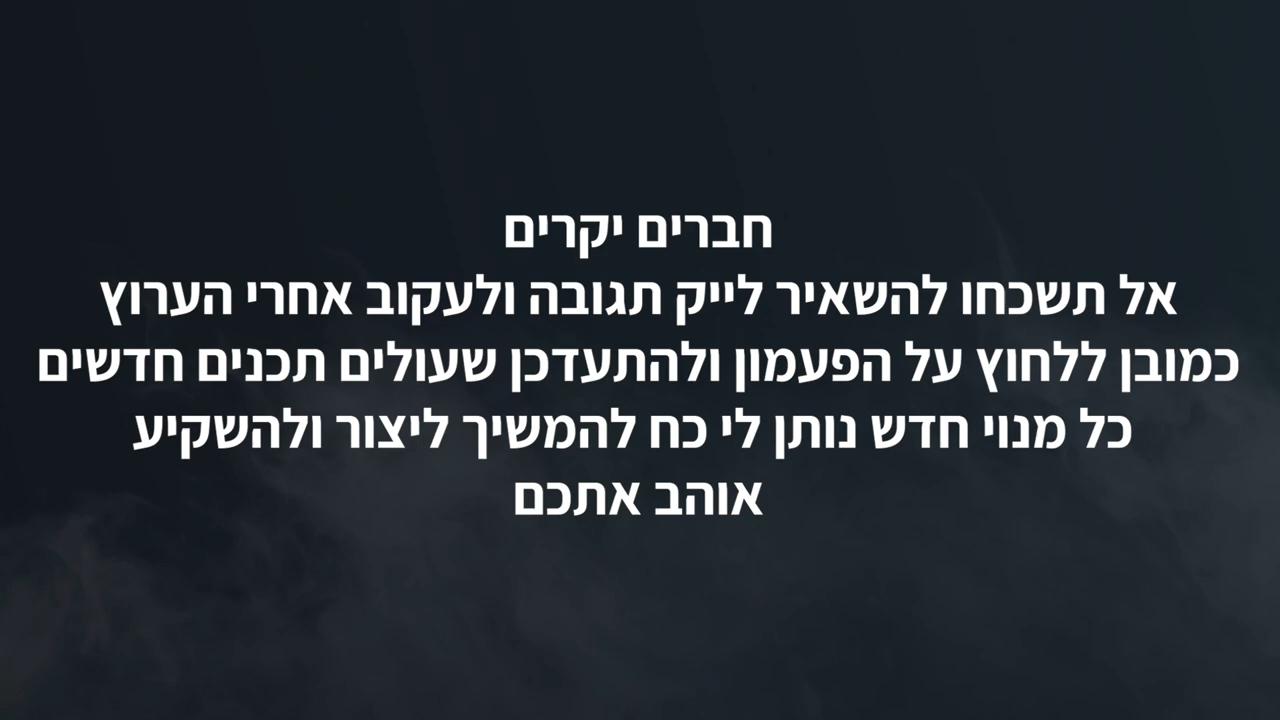 חברים יקרים
אל תשכחו להשאיר לייק תגובה ולעקוב אחרי הערוץ
כמובן ללחוץ על הפעמון ולהתעדכן שעולים תכנים חדשים
כל מנוי חדש נותן לי כח להמשיך ליצור ולהשקיע
אוהב אתכם